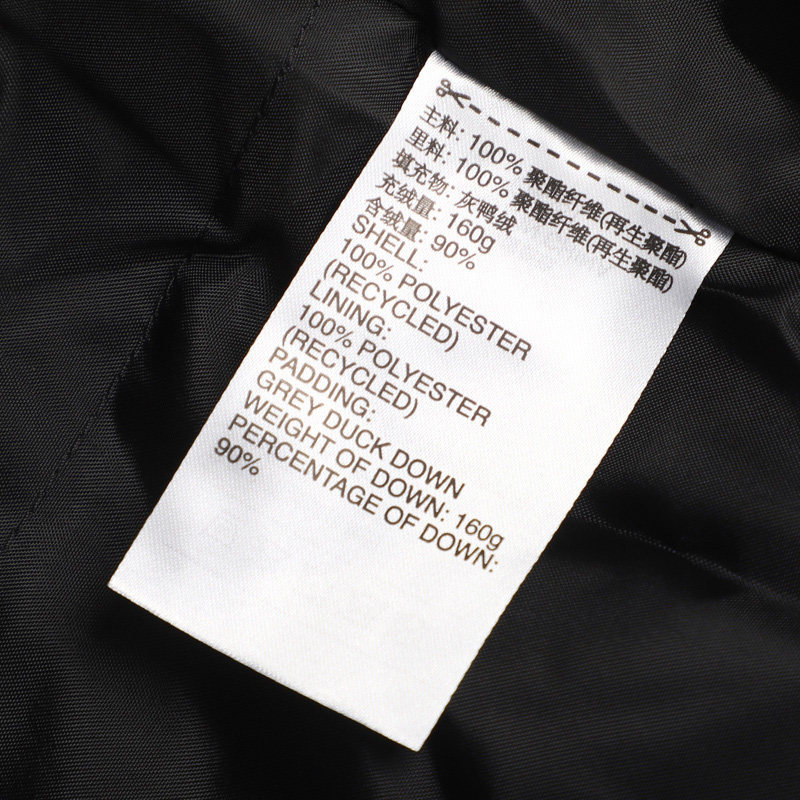 主料: 100% 聚酯纤维(再生聚酯)
里料: 100% 聚酯纤维(再生聚酯)
填充物: 灰鸭绒
充绒量: 160g
含绒量: 90%
SHELL:
100% POLYESTER
(RECYCLED)
LINING:
100% POLYESTER
(RECYCLED)
PADDING:
GREY DUCK DOWN
WEIGHT OF DOWN: 160g
PERCENTAGE OF DOWN:
90%